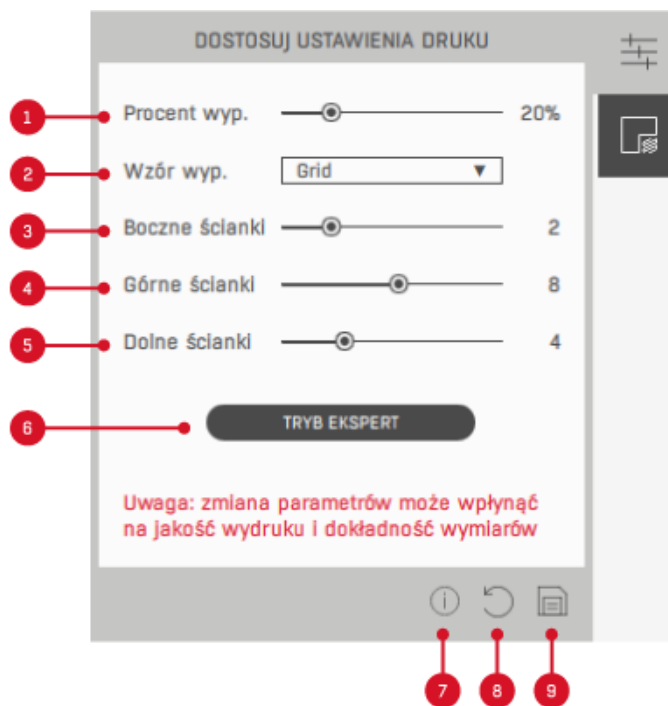 DOSTOSUJ USTAWIENIA DRUKU
1 Procent wyp. 20%
2 Wzór wyp. Grid
3 Boczne ścianki 2
4 Górne ścianki 8
5 Dolne ścianki 4
6 TRYB EKSPERT
Uwaga: zmiana parametrów może wpłynąć
na jakość wydruku i dokładność wymiarów
7 8 9